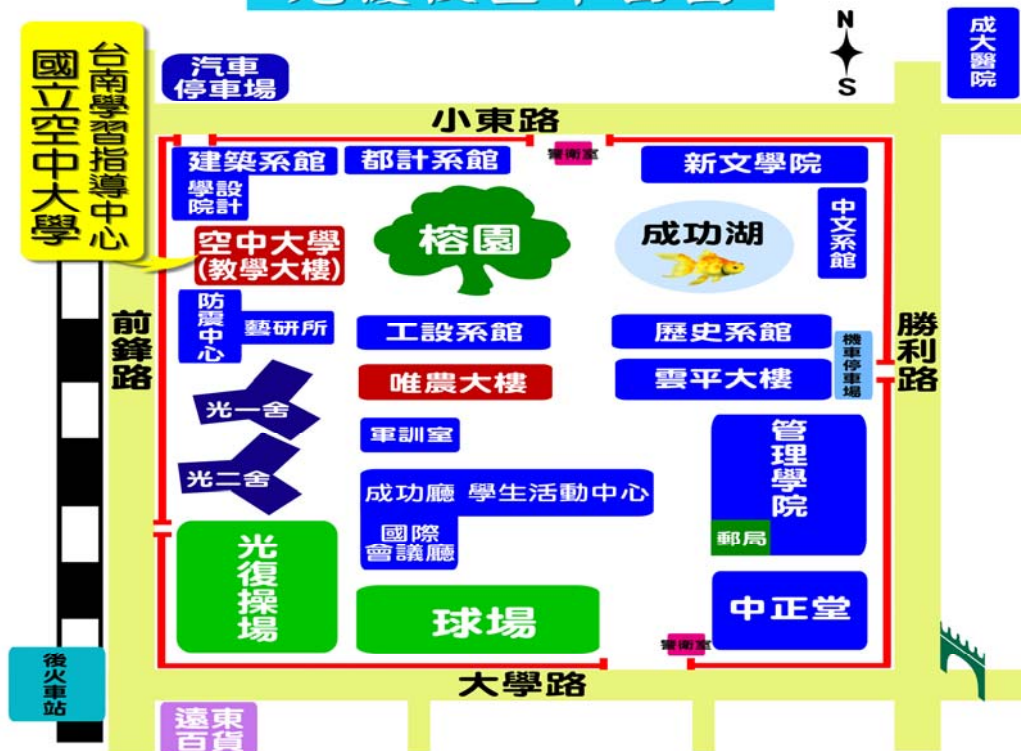 台南學習指導中心
國立空中大學
汽車
停車場
N
S
成大醫院
小東路
建築系館
都計系館
警衛室
新文學院
設計
學院
中文系館
空中大學
(教學大樓)
榕園
成功湖
前鋒路
防震中心
藝研所
工設系館
歷史系館
機車停車場
勝利路
光一舍
唯農大樓
雲平大樓
軍訓室
管理學院
光二舍
成功廳 學生活動中心
國際
會議廳
郵局
光復操場
球場
中正堂
警衛室
後火車站
大學路
遠東
百貨